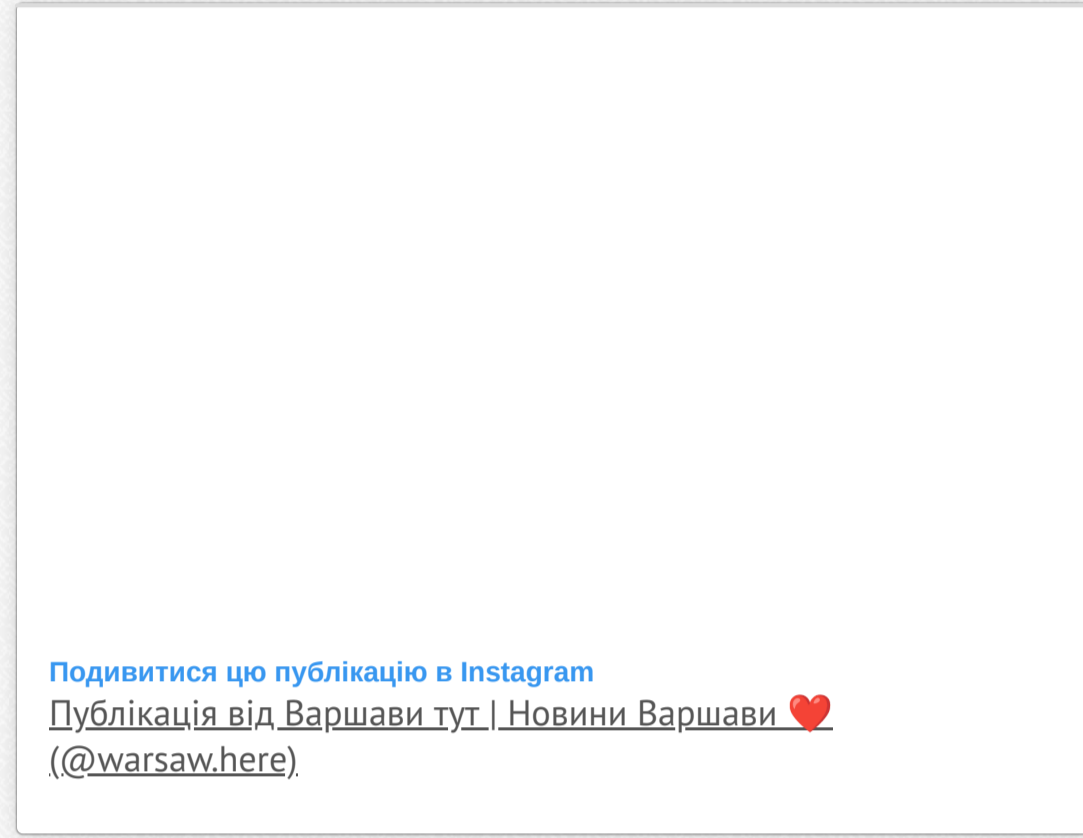 Подивитися цю публікацію в Instagram
Публікація від Варшави тут | Новини Варшави ❤️
(@warsaw.here)